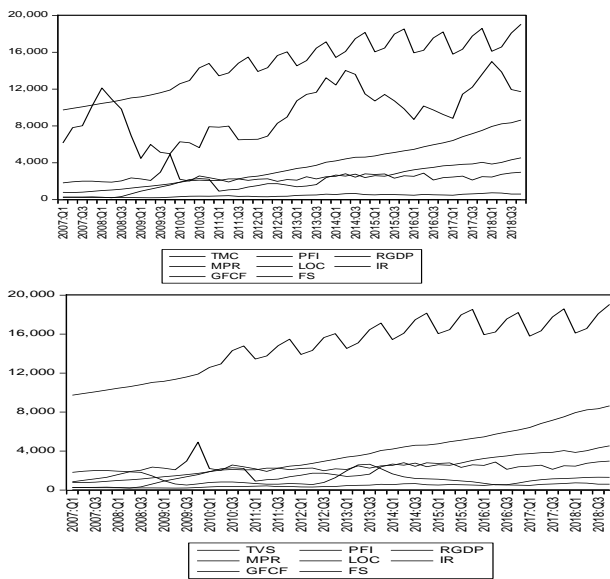 20,000
16,000
12,000
8,000
4,000
0
2007:Q1
2007:Q3
2008:Q1
2008:Q3
2009:Q1
2009:Q3
2010:Q1
2010:Q3
2011:Q1
2011:Q3
2012:Q1
2012:Q3
2013:Q1
2013:Q3
2014:Q1
2014:Q3
2015:Q1
2015:Q3
2016:Q1
2016:Q3
2017:Q1
2017:Q3
2018:Q1
2018:Q3
TMC PFI RGDP
MPR LOC IR
GFCF FS
20,000
16,000
12,000
8,000
4,000
0
2007:Q1
2007:Q3
2008:Q1
2008:Q3
2009:Q1
2009:Q3
2010:Q1
2010:Q3
2011:Q1
2011:Q3
2012:Q1
2012:Q3
2013:Q1
2013:Q3
2014:Q1
2014:Q3
2015:Q1
2015:Q3
2016:Q1
2016:Q3
2017:Q1
2017:Q3
2018:Q1
2018:Q3
TVS PFI RGDP
MPR LOC IR
GFCF FS